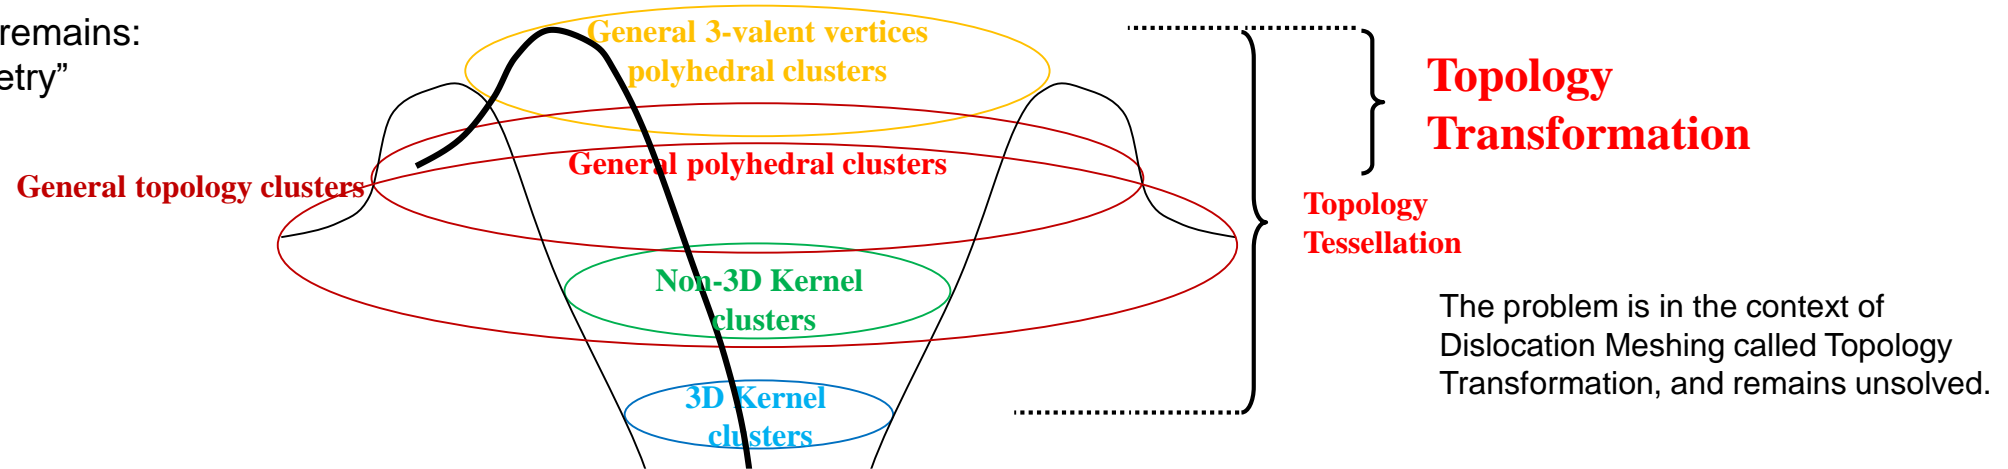 remains:
etry”
General 3-valent vertices
polyhedral clusters
General polyhedral clusters
General topology clusters
Non-3D Kernel
clusters
3D Kernel
clusters
Topology
Transformation
Topology
Tessellation
The problem is in the context of
Dislocation Meshing called Topology
Transformation, and remains unsolved.